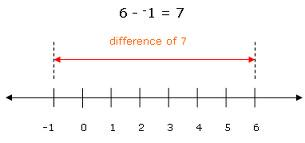 6 - ⁻1 = 7
difference of 7
-1 0 1 2 3 4 5 6